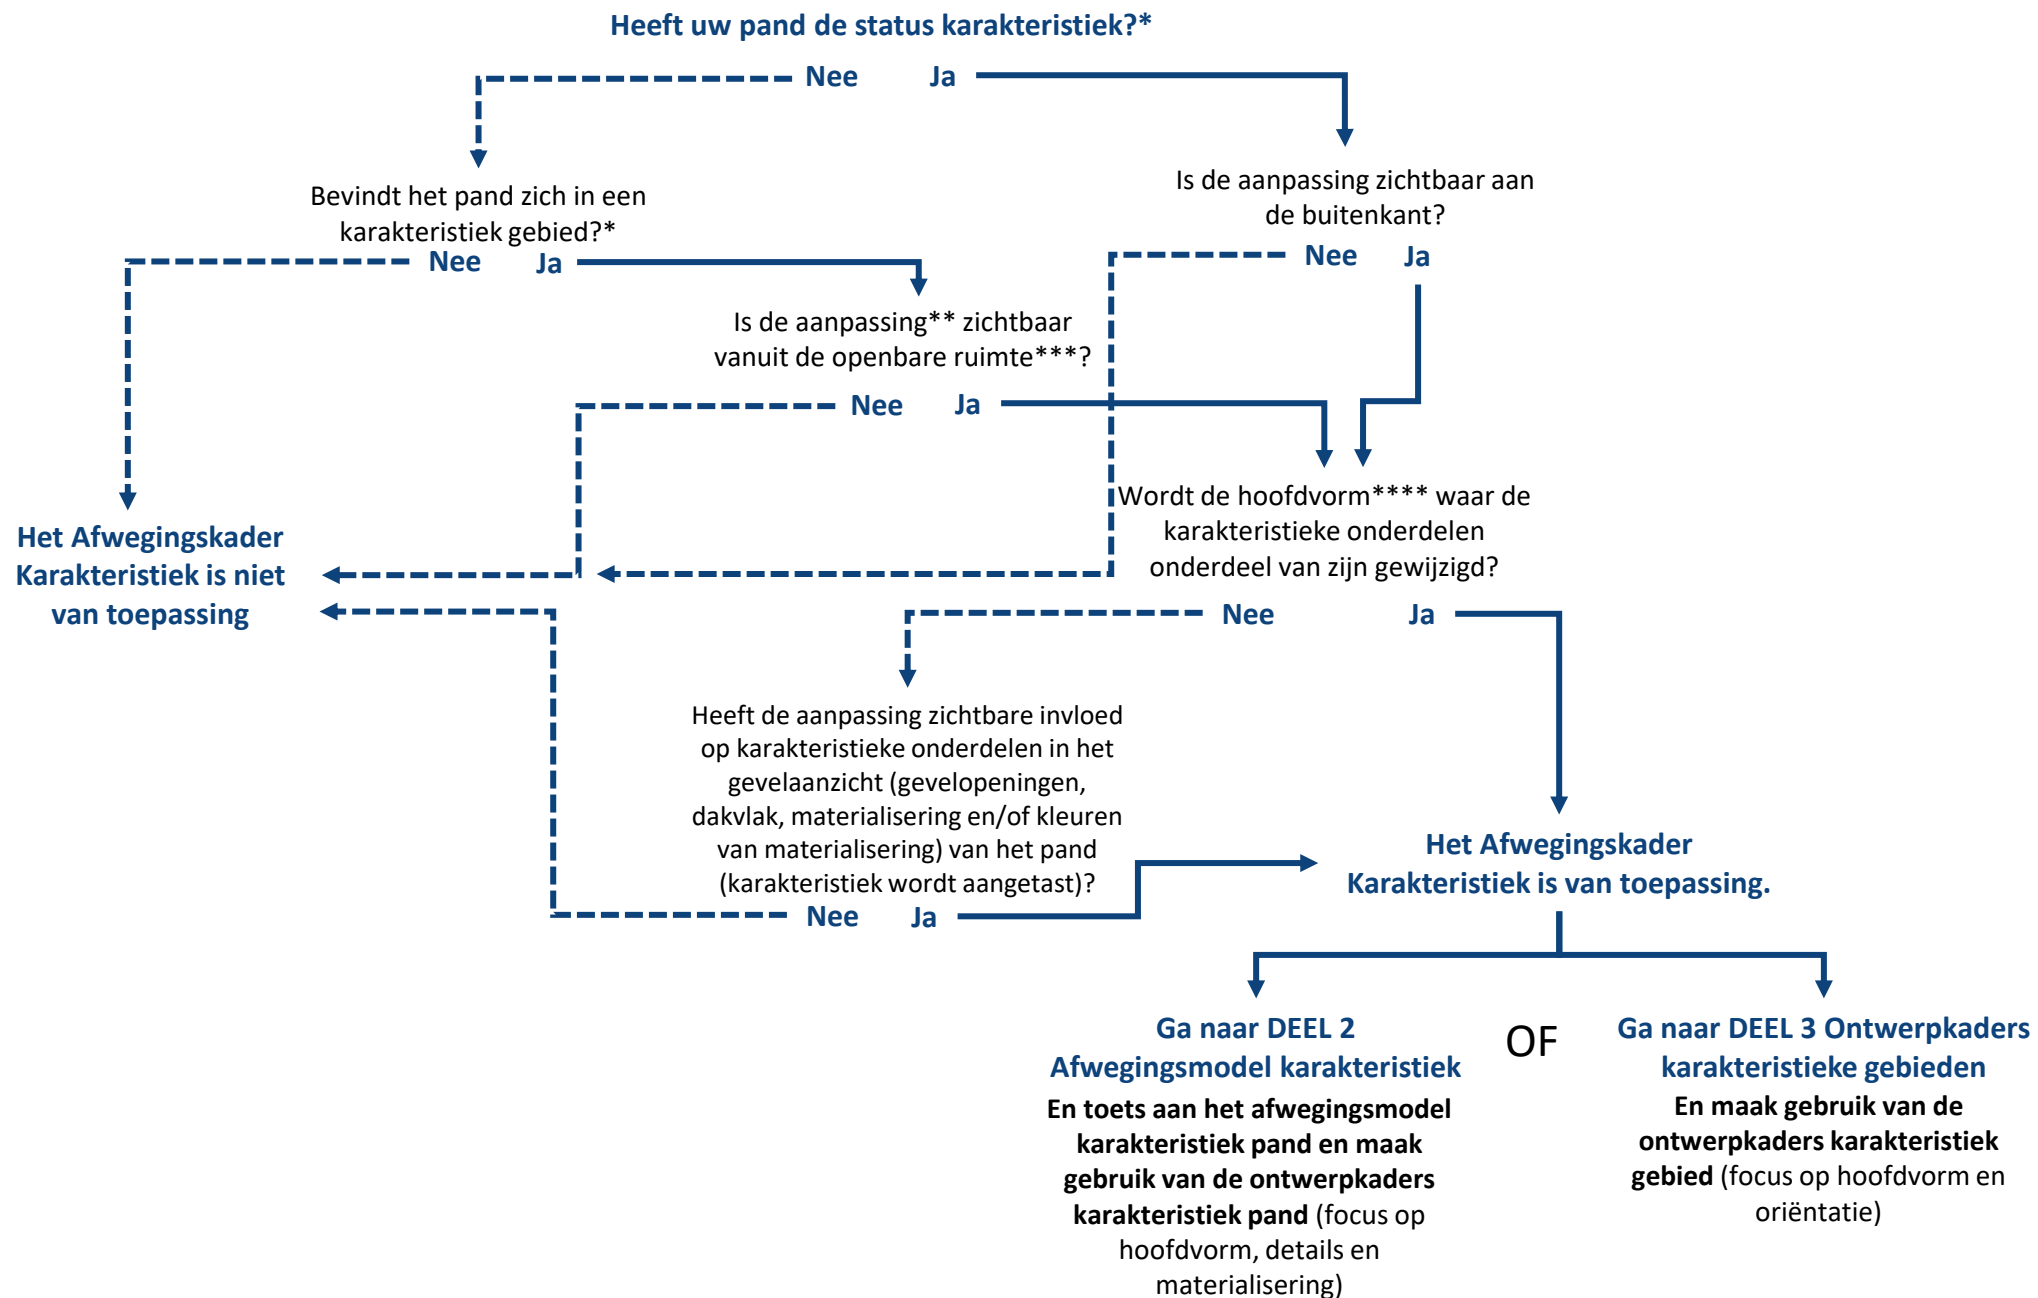 Heeft uw pand de status karakteristiek?*
Nee Ja
Bevindt het pand zich in een
karakteristiek gebied?*
Nee Ja
Is de aanpassing zichtbaar aan
de buitenkant?
Nee Ja
Is de aanpassing** zichtbaar
vanuit de openbare ruimte***?
Nee Ja
Wordt de hoofdvorm**** waar de
karakteristieke onderdelen
onderdeel van zijn gewijzigd?
Nee Ja
Het Afwegingskader
Karakteristiek is niet
van toepassing
Heeft de aanpassing zichtbare invloed
op karakteristieke onderdelen in het
gevelaanzicht (gevelopeningen,
dakvlak, materialisering en/of kleuren
van materialisering) van het pand
(karakteristiek wordt aangetast)?
Nee Ja
Het Afwegingskader
Karakteristiek is van toepassing.
Ga naar DEEL 2
Afwegingsmodel karakteristiek
En toets aan het afwegingsmodel
karakteristiek pand en maak
gebruik van de ontwerpkaders
karakteristiek pand (focus op
hoofdvorm, details en
materialisering)
OF
Ga naar DEEL 3 Ontwerpkaders
karakteristieke gebieden
En maak gebruik van de
ontwerpkaders karakteristiek
gebied (focus op hoofdvorm en
oriëntatie)